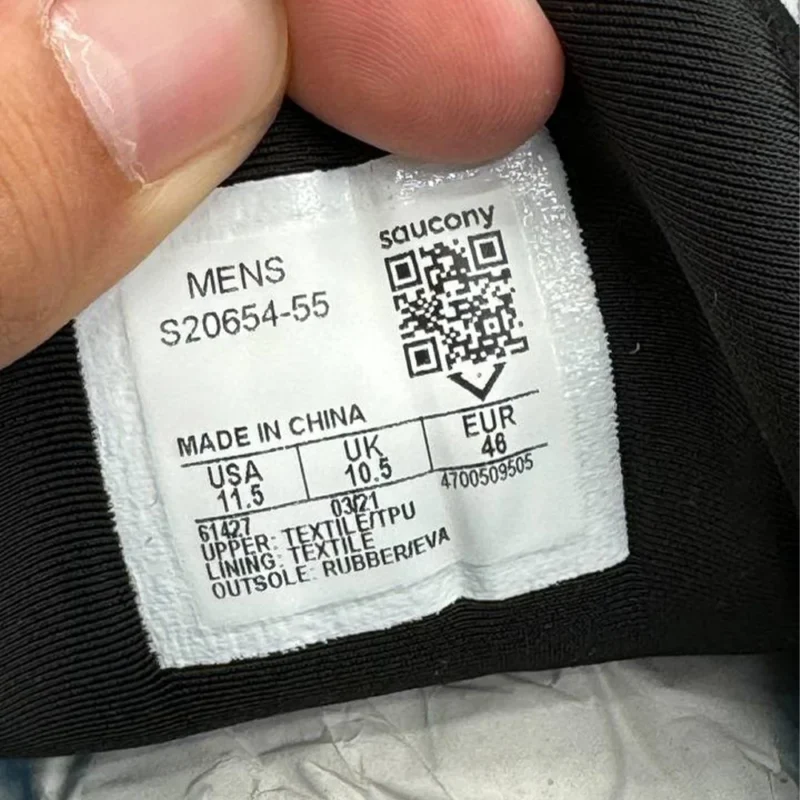 saucony
MENS
S20654-55
MADE IN CHINA
USA UK EUR
11.5 10.5 46
61427 03/21 4700509505
UPPER: TEXTILE/TPU
LINING: TEXTILE
OUTSOLE: RUBBER/EVA